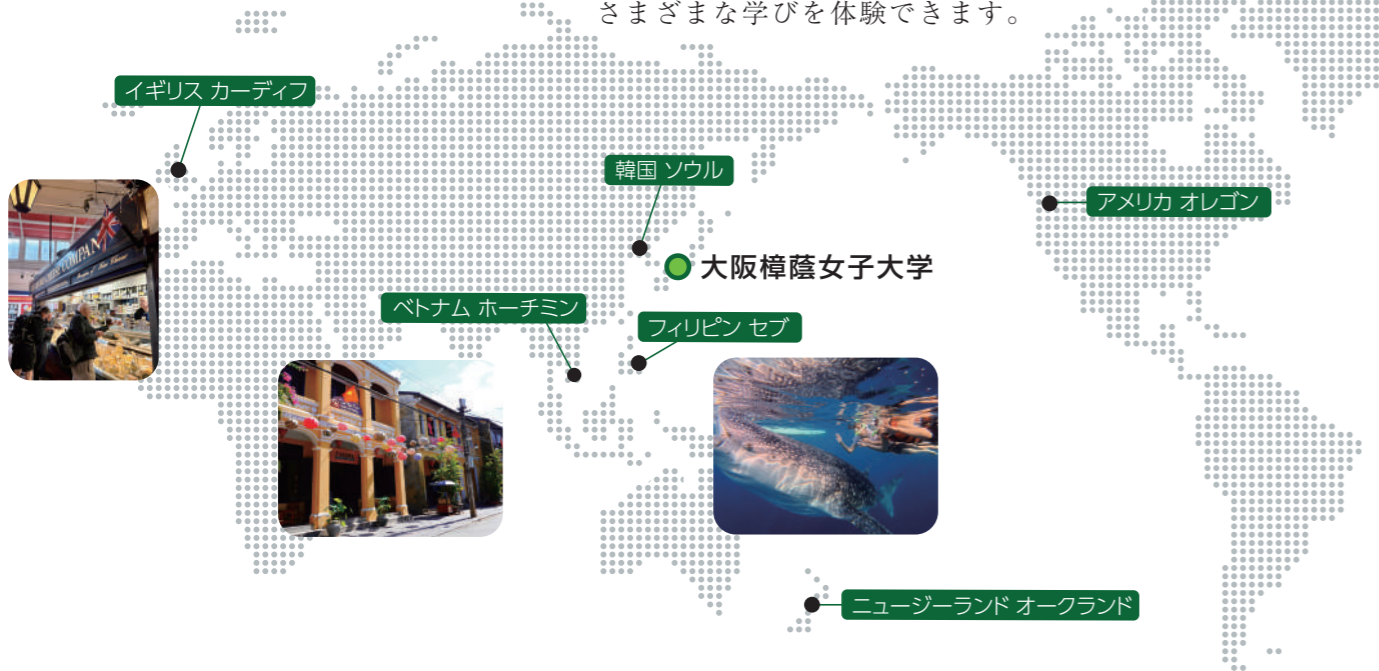 さまざまな学びを体験できます。
イギリス カーディフ
韓国 ソウル
アメリカ オレゴン
大阪樟蔭女子大学
ベトナム ホーチミン
フィリピン セブ
ニュージーランド オークランド